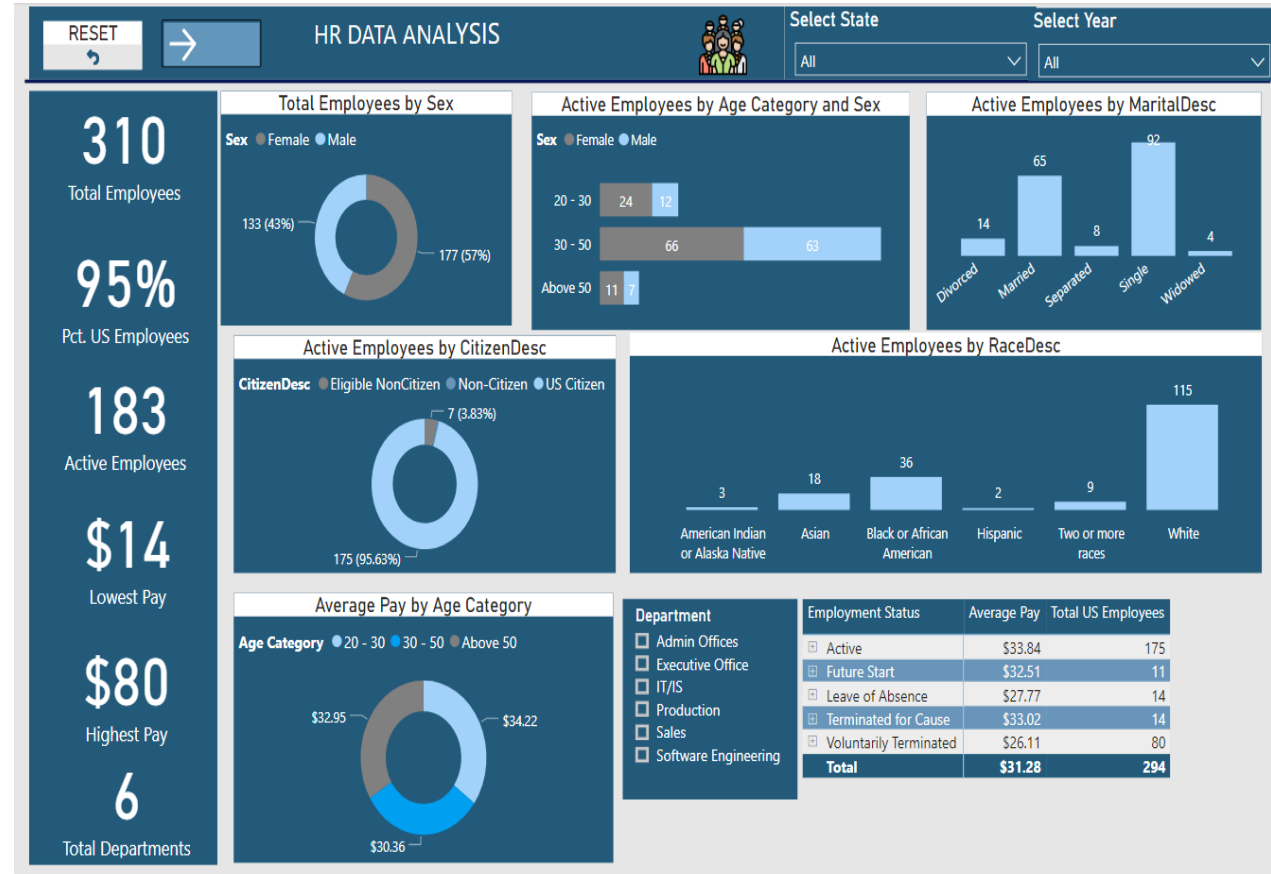 RESET
HR DATA ANALYSIS
Select State
All
Select Year
All
310
Total Employees
95%
Pct. US Employees
183
Active Employees
$14
Lowest Pay
$80
Highest Pay
6
Total Departments
Total Employees by Sex
Sex Female Male
133 (43%)
177 (57%)
Active Employees by Age Category and Sex
Sex Female Male
20 - 30 24 12
30 - 50 66 63
Above 50 11 7
Active Employees by MaritalDesc
14 65 8 92 4
Divorced Married Separated Single Widowed
Active Employees by CitizenDesc
CitizenDesc Eligible NonCitizen Non-Citizen US Citizen
7 (3.83%)
175 (95.63%)
Active Employees by RaceDesc
3 18 36 2 9 115
American Indian Asian Black or African Hispanic Two or more White
or Alaska Native American races
Average Pay by Age Category
Age Category 20 - 30 30 - 50 Above 50
$32.95
$34.22
$30.36
Department
Admin Offices
Executive Office
IT/IS
Production
Sales
Software Engineering
Employment Status Average Pay Total US Employees
Active $33.84 175
Future Start $32.51 11
Leave of Absence $27.77 14
Terminated for Cause $33.02 14
Voluntarily Terminated $26.11 80
Total $31.28 294